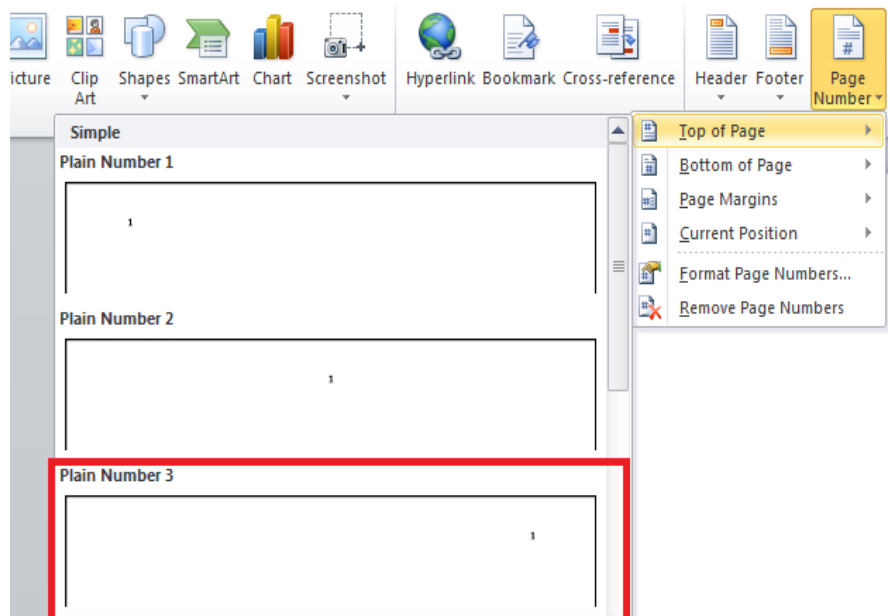 icture Clip Art Shapes SmartArt Chart Screenshot Hyperlink Bookmark Cross-reference Header Footer Page Number
Simple
Plain Number 1
1
Plain Number 2
1
Plain Number 3
1
#
Top of Page
Bottom of Page
Page Margins
Current Position
Format Page Numbers...
Remove Page Numbers